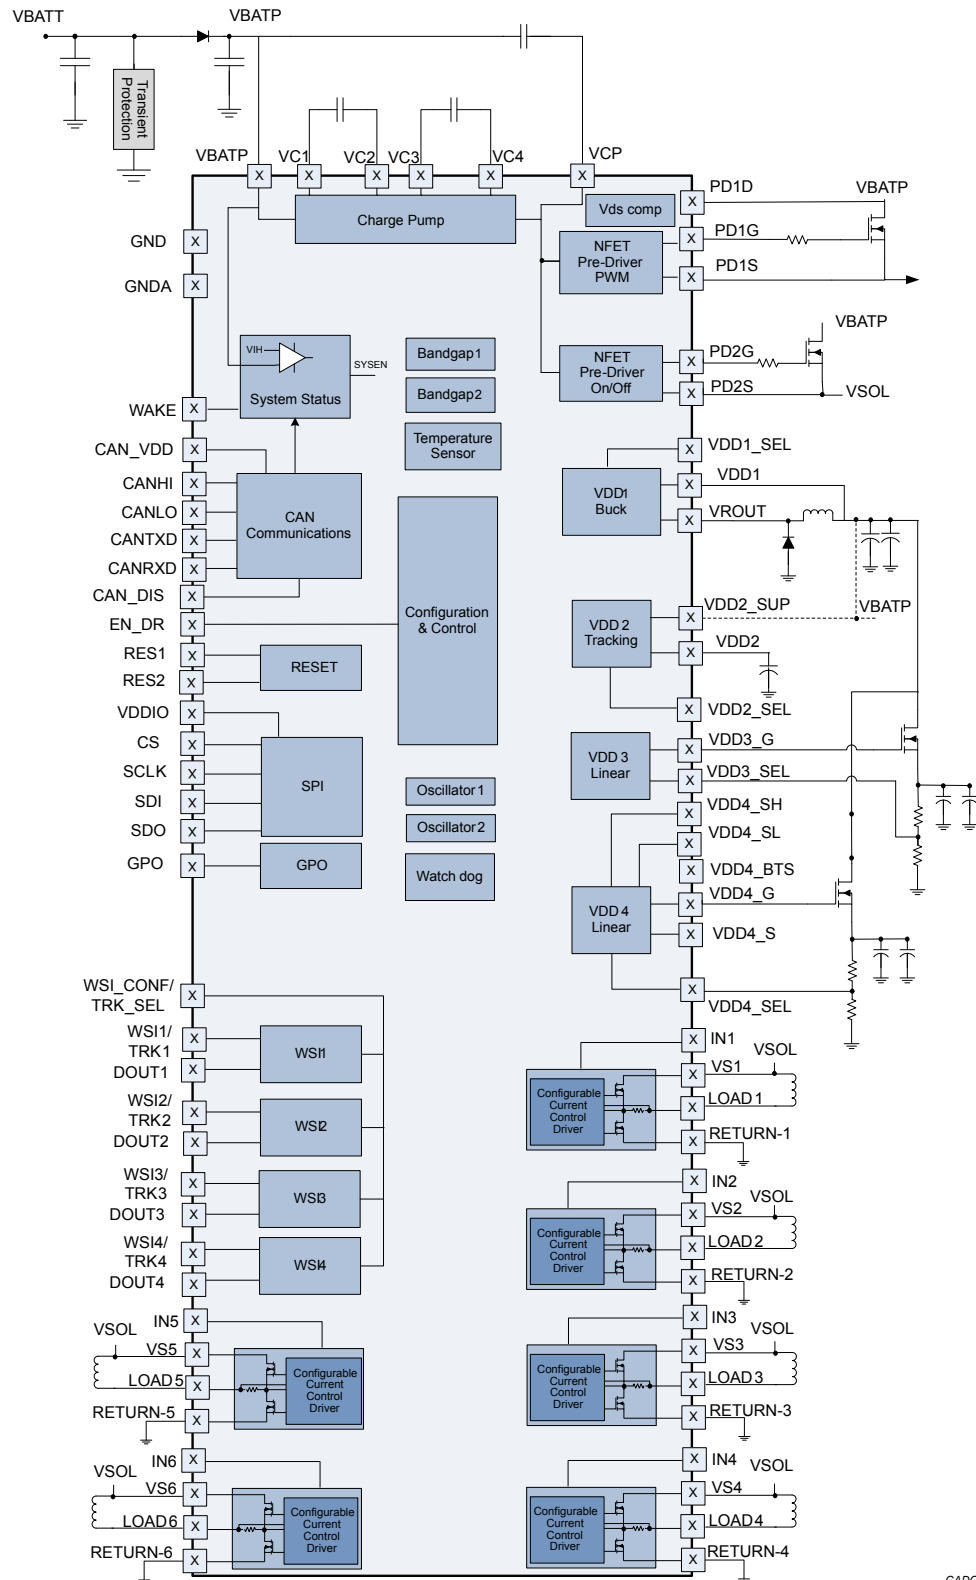 VBATT
VBATP
Transient
Protection
VBATP
VC1
VC2
VC3
VC4
VCP
Charge Pump
Vds comp
PD1D
VBATP
GND
NFET
Pre-Driver
PWM
PD1G
PD1S
GNDA
VIH
SYSEN
System Status
Bandgap1
Bandgap2
Temperature
Sensor
NFET
Pre-Driver
On/Off
VBATP
PD2G
PD2S
VSOL
WAKE
CAN_VDD
CANHI
CANLO
CANTXD
CANRXD
CAN_DIS
EN_DR
CAN
Communications
Configuration
& Control
VDD1_SEL
VDD1
VROUT
VDD1
Buck
VDD2_SUP
VBATP
VDD 2
Tracking
VDD2
VDD2_SEL
RES1
RES2
RESET
VDDIO
CS
SCLK
SDI
SDO
SPI
GPO
GPO
Oscillator1
Oscillator2
Watch dog
VDD 3
Linear
VDD3_G
VDD3_SEL
VDD4_SH
VDD4_SL
VDD4_BTS
VDD4_G
VDD4_S
VDD4_SEL
VDD 4
Linear
WSI_CONF/
TRK_SEL
WSI1/
TRK1
DOUT1
WSI1
WSI2/
TRK2
DOUT2
WSI2
WSI3/
TRK3
DOUT3
WSI3
WSI4/
TRK4
DOUT4
WSI4
IN1
VS1
VSOL
LOAD1
RETURN-1
Configurable
Current
Control
Driver
IN2
VS2
VSOL
LOAD2
RETURN-2
Configurable
Current
Control
Driver
IN5
VSOL
VS5
LOAD5
RETURN-5
Configurable
Current
Control
Driver
IN3
VS3
VSOL
LOAD3
RETURN-3
Configurable
Current
Control
Driver
IN6
VSOL
VS6
LOAD6
RETURN-6
Configurable
Current
Control
Driver
IN4
VS4
VSOL
LOAD4
RETURN-4
Configurable
Current
Control
Driver